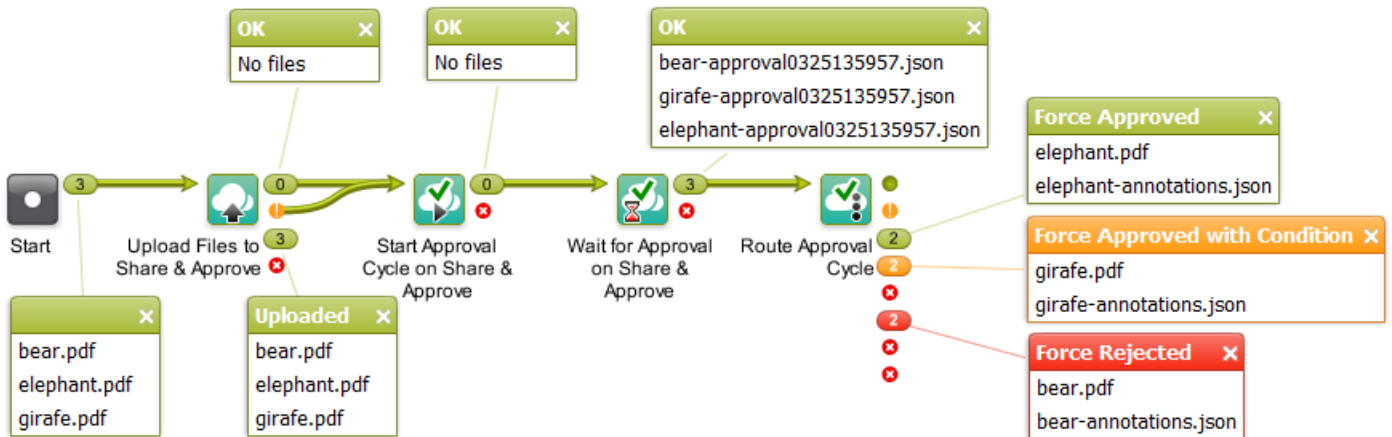 OK
No files
OK
No files
OK
bear-approval0325135957.json
girafe-approval0325135957.json
elephant-approval0325135957.json
Force Approved
elephant.pdf
elephant-annotations.json
3
0
0
3
Start
Upload Files to
Share & Approve
3
Start Approval
Cycle on Share &
Approve
Wait for Approval
on Share &
Approve
Route Approval
Cycle
2
2
2
Force Approved with Condition
girafe.pdf
girafe-annotations.json
bear.pdf
elephant.pdf
girafe.pdf
Uploaded
bear.pdf
elephant.pdf
girafe.pdf
Force Rejected
bear.pdf
bear-annotations.json